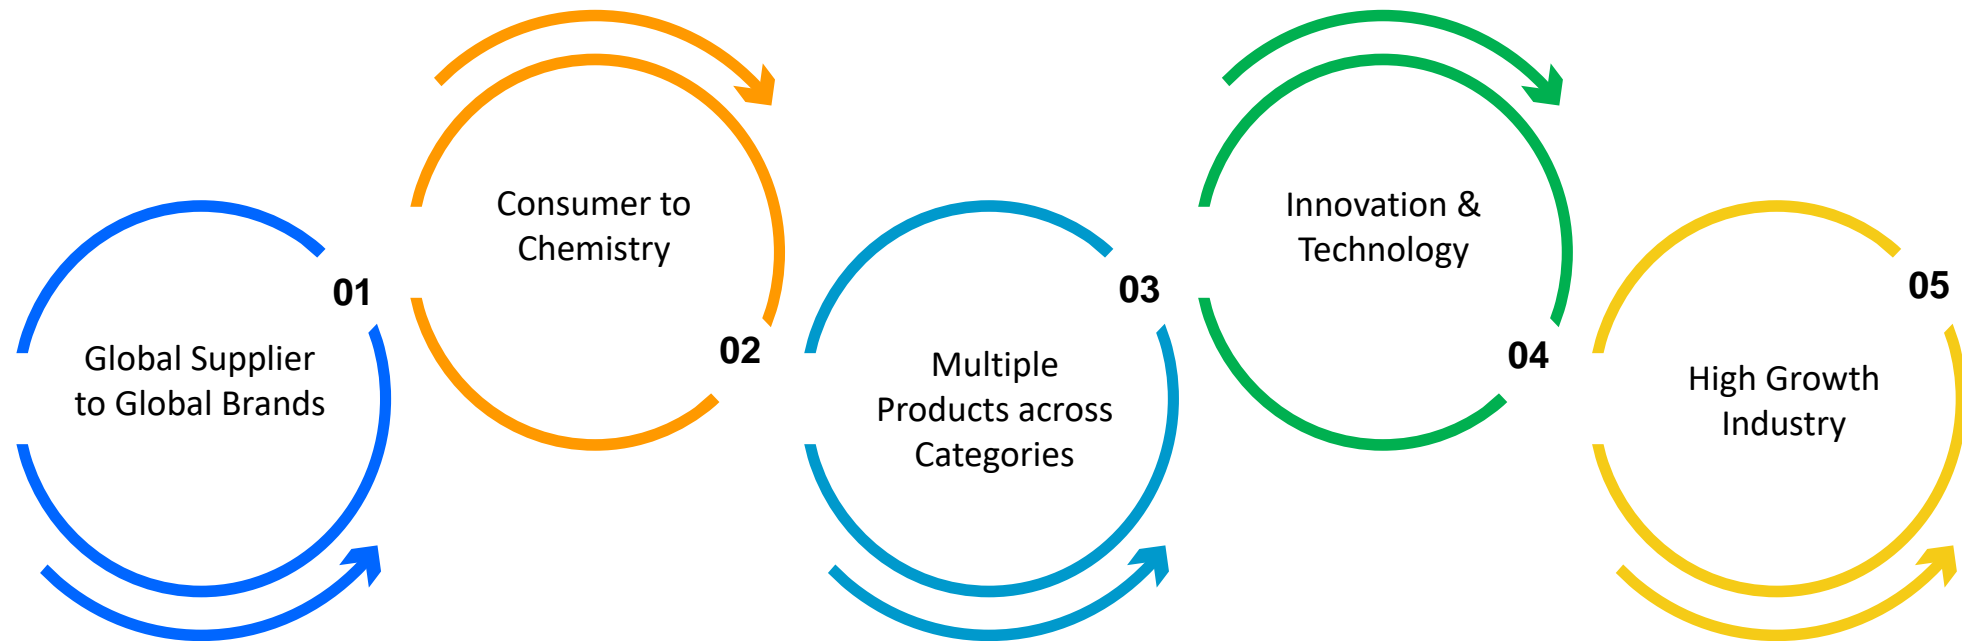 01
Global Supplier
to Global Brands
Consumer to
Chemistry
02
03
Multiple
Products across
Categories
Innovation &
Technology
04
05
High Growth
Industry